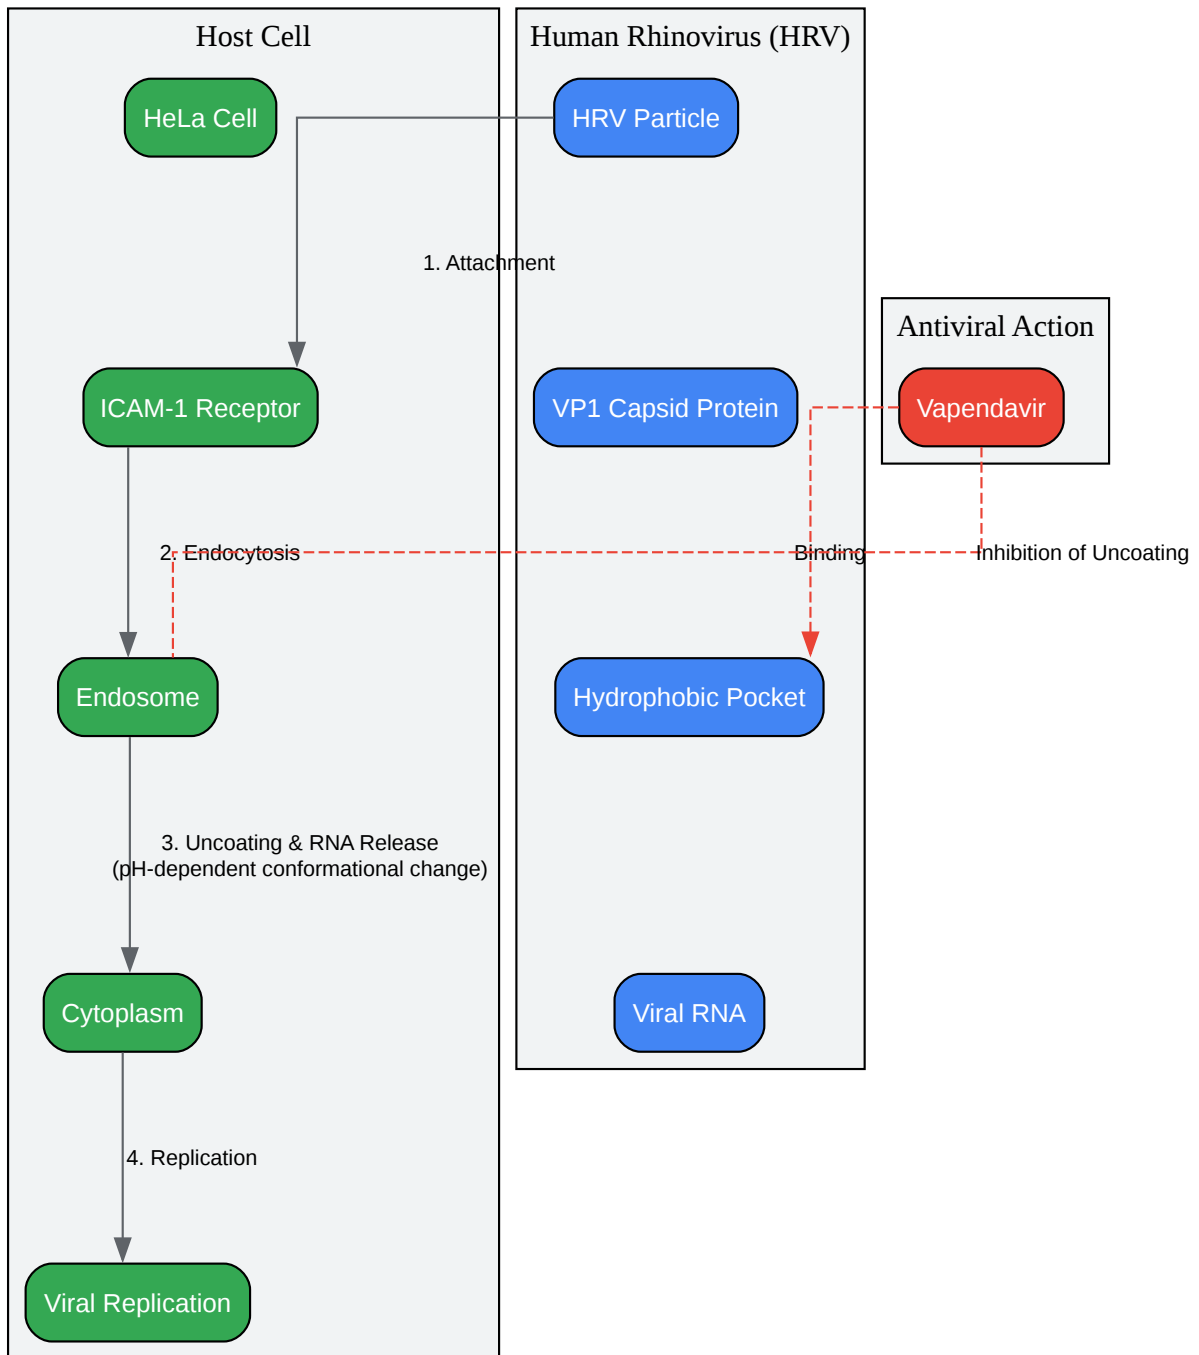 Host Cell
Human Rhinovirus (HRV)
HeLa Cell
HRV Particle
1. Attachment
Antiviral Action
ICAM-1 Receptor
VP1 Capsid Protein
Vapendavir
2. Endocytosis
Binding
Inhibition of Uncoating
Endosome
Hydrophobic Pocket
3. Uncoating & RNA Release
(pH-dependent conformational change)
Cytoplasm
Viral RNA
4. Replication
Viral Replication